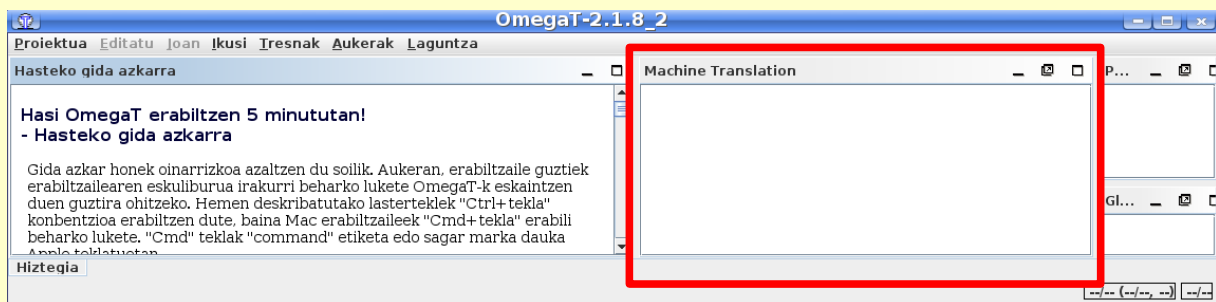 OmegaT-2.1.8_2
Proiektua Editatu Joan Ikusi Tresnak Aukerak Laguntza
Hasteko gida azkarra
Machine Translation
P...
Hasi OmegaT erabiltzen 5 minututan!
- Hasteko gida azkarra
Gida azkar honek oinarrizkoa azaltzen du soilik. Aukeran, erabiltzaile guztiek
erabiltzailearen eskuliburua irakurri beharko lukete OmegaT-k eskaintzen
duen guztira ohitzeko. Hemen deskribatutako lasterteklek "Ctrl+tekla"
konbentzioa erabiltzen dute, baina Mac erabiltzaileek "Cmd+tekla" erabili
beharko lukete. "Cmd" teklak "command" etiketa edo sagar marka dauka
Apple teklatuetan
Gl...
Hiztegia
--/-- (--/--, --) --/--